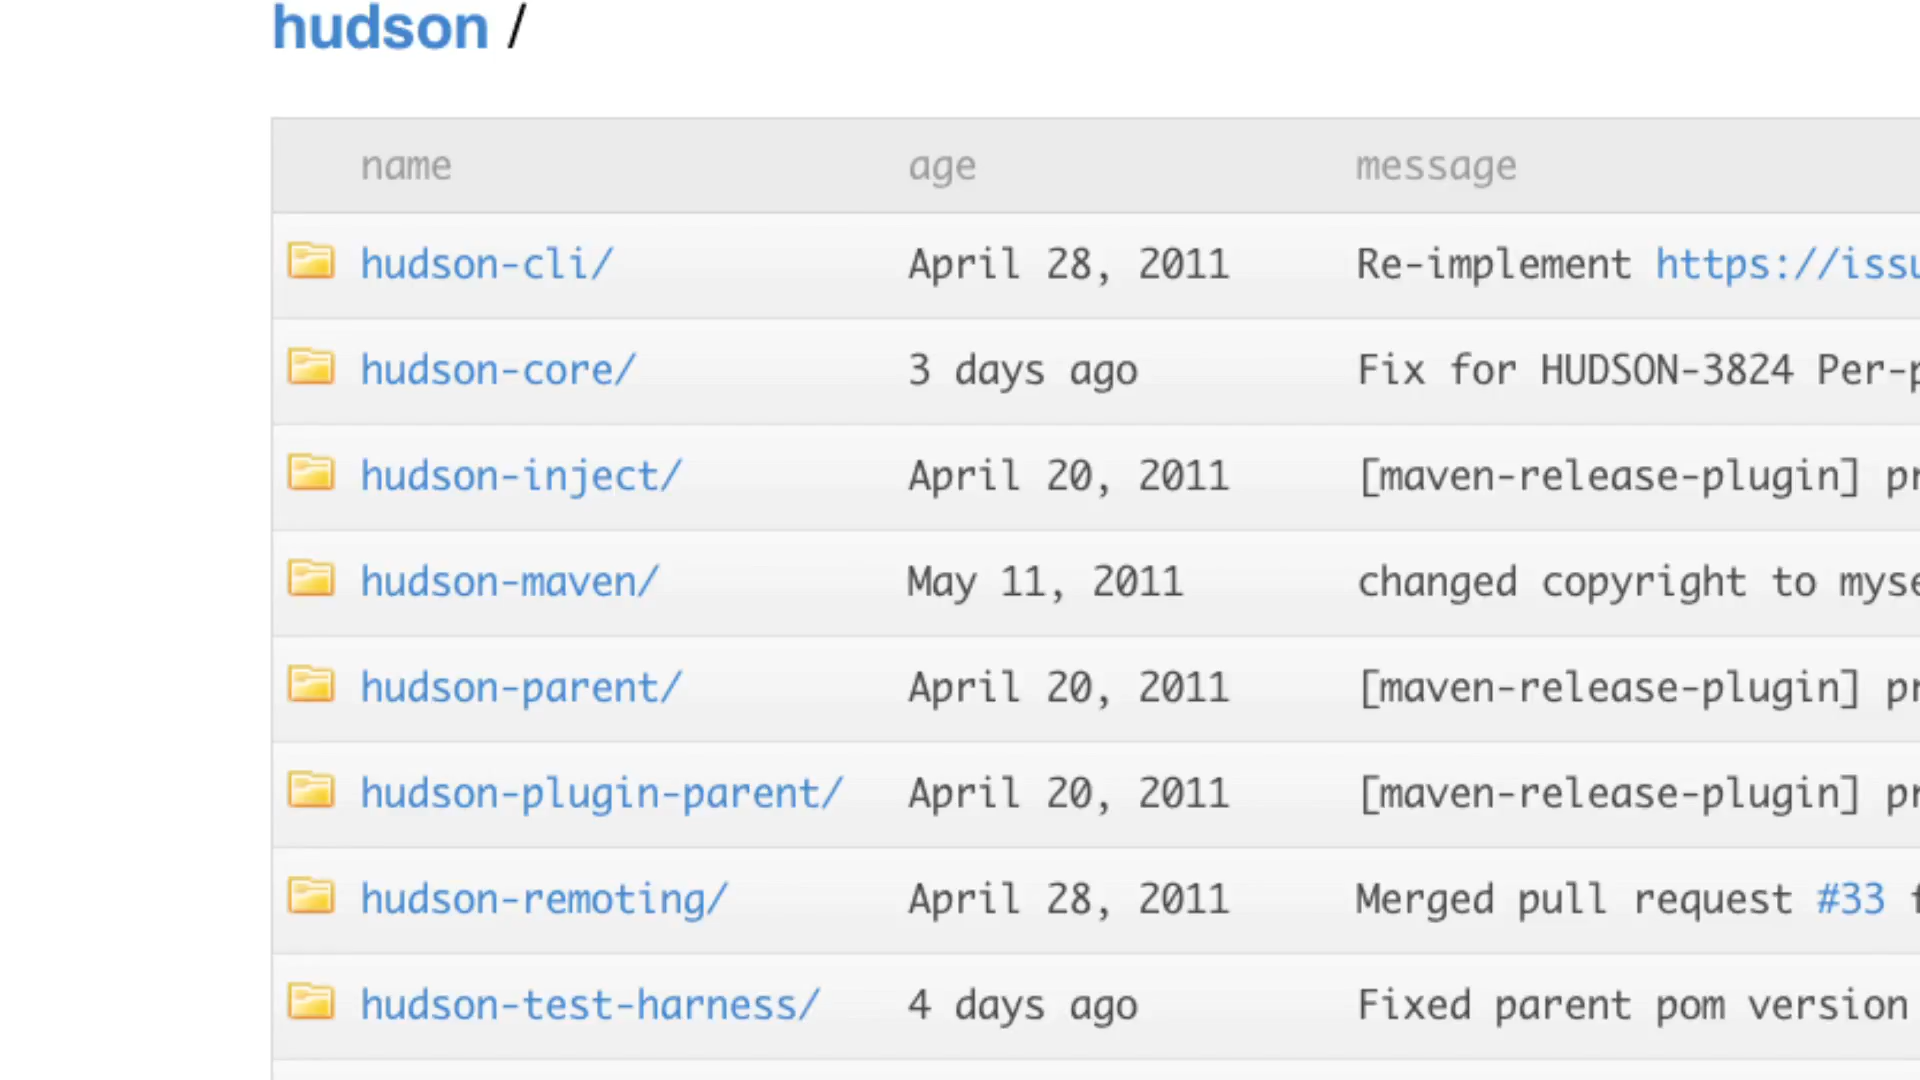 hudson /
name age message
hudson-cli/ April 28, 2011 Re-implement https://issu
hudson-core/ 3 days ago Fix for HUDSON-3824 Per-p
hudson-inject/ April 20, 2011 [maven-release-plugin] pr
hudson-maven/ May 11, 2011 changed copyright to myse
hudson-parent/ April 20, 2011 [maven-release-plugin] pr
hudson-plugin-parent/ April 20, 2011 [maven-release-plugin] pr
hudson-remoting/ April 28, 2011 Merged pull request #33 f
hudson-test-harness/ 4 days ago Fixed parent pom version